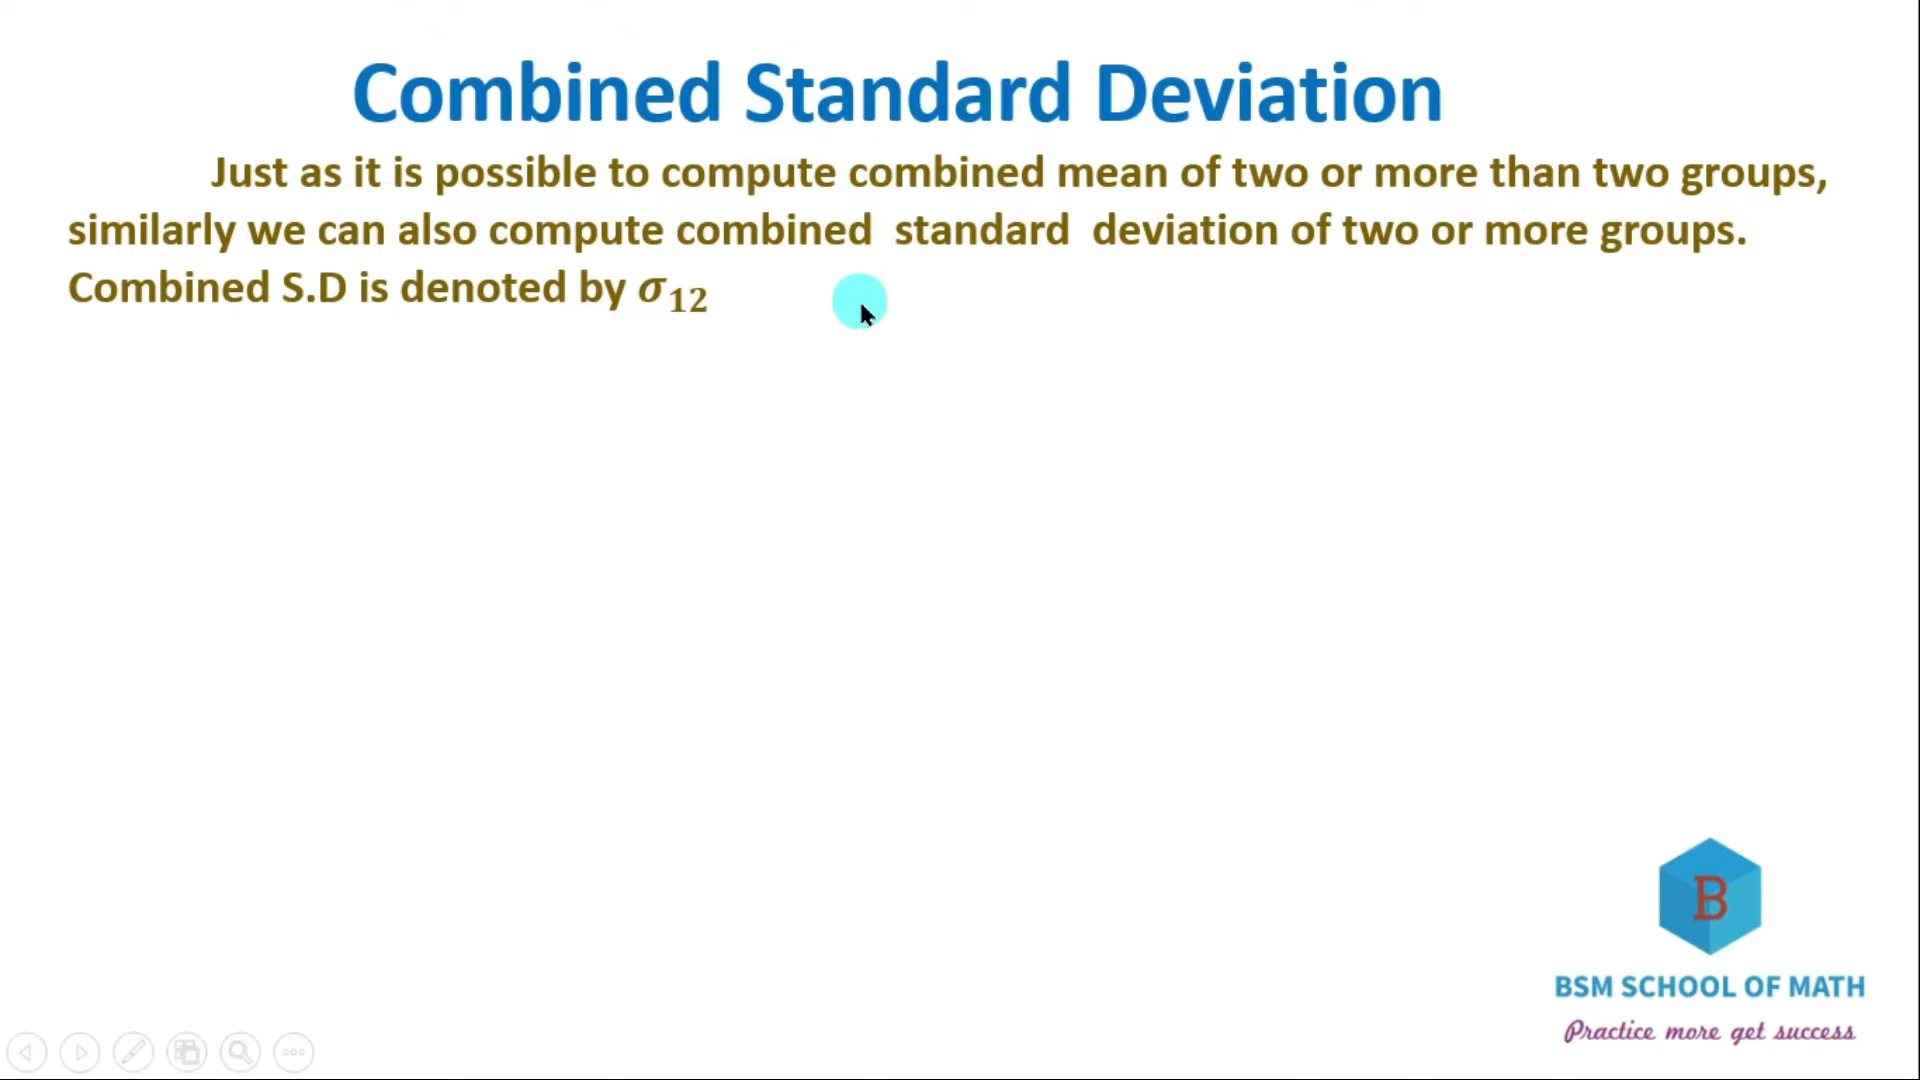 Combined Standard Deviation
Just as it is possible to compute combined mean of two or more than two groups,
similarly we can also compute combined standard deviation of two or more groups.
Combined S.D is denoted by σ₁₂
B
BSM SCHOOL OF MATH
Practice more get success